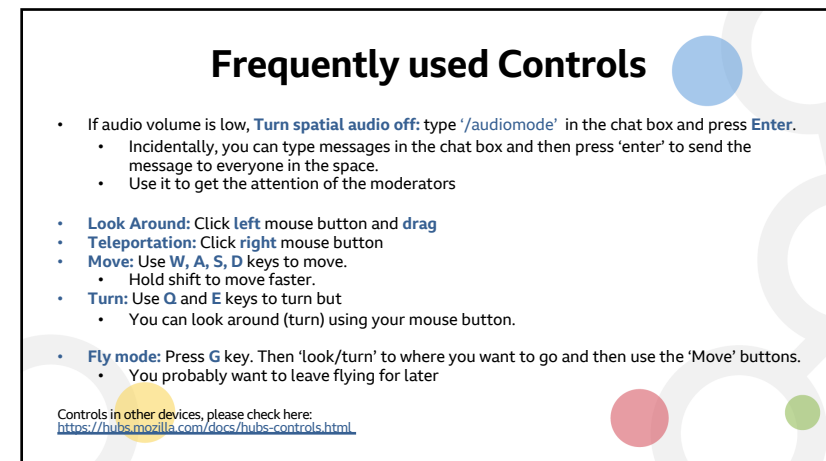 Frequently used Controls
• If audio volume is low, Turn spatial audio off: type '/audiomode' in the chat box and press Enter.
• Incidentally, you can type messages in the chat box and then press 'enter' to send the
message to everyone in the space.
• Use it to get the attention of the moderators
• Look Around: Click left mouse button and drag
• Teleportation: Click right mouse button
• Move: Use W, A, S, D keys to move.
• Hold shift to move faster.
• Turn: Use Q and E keys to turn but
• You can look around (turn) using your mouse button.
• Fly mode: Press G key. Then 'look/turn' to where you want to go and then use the 'Move' buttons.
• You probably want to leave flying for later
Controls in other devices, please check here:
https://hubs.mozilla.com/docs/hubs-controls.html